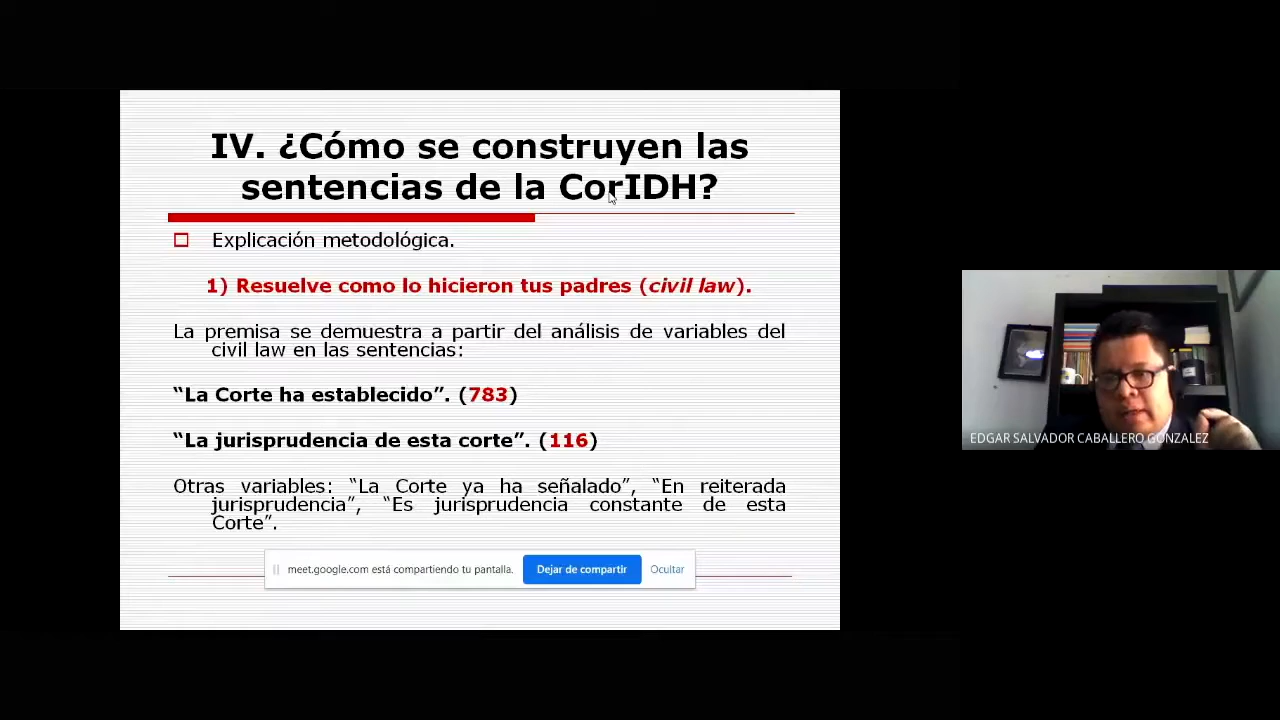 IV. ¿Cómo se construyen las
sentencias de la CorIDH?
Explicación metodológica.
1) Resuelve como lo hicieron tus padres (civil law).
La premisa se demuestra a partir del análisis de variables del
civil law en las sentencias:
“La Corte ha establecido”. (783)
“La jurisprudencia de esta corte”. (116)
Otras variables: “La Corte ya ha señalado”, “En reiterada
jurisprudencia”, “Es jurisprudencia constante de esta
Corte”.
meet.google.com está compartiendo tu pantalla.
Dejar de compartir
Ocultar
EDGAR SALVADOR CABALLERO GONZALEZ